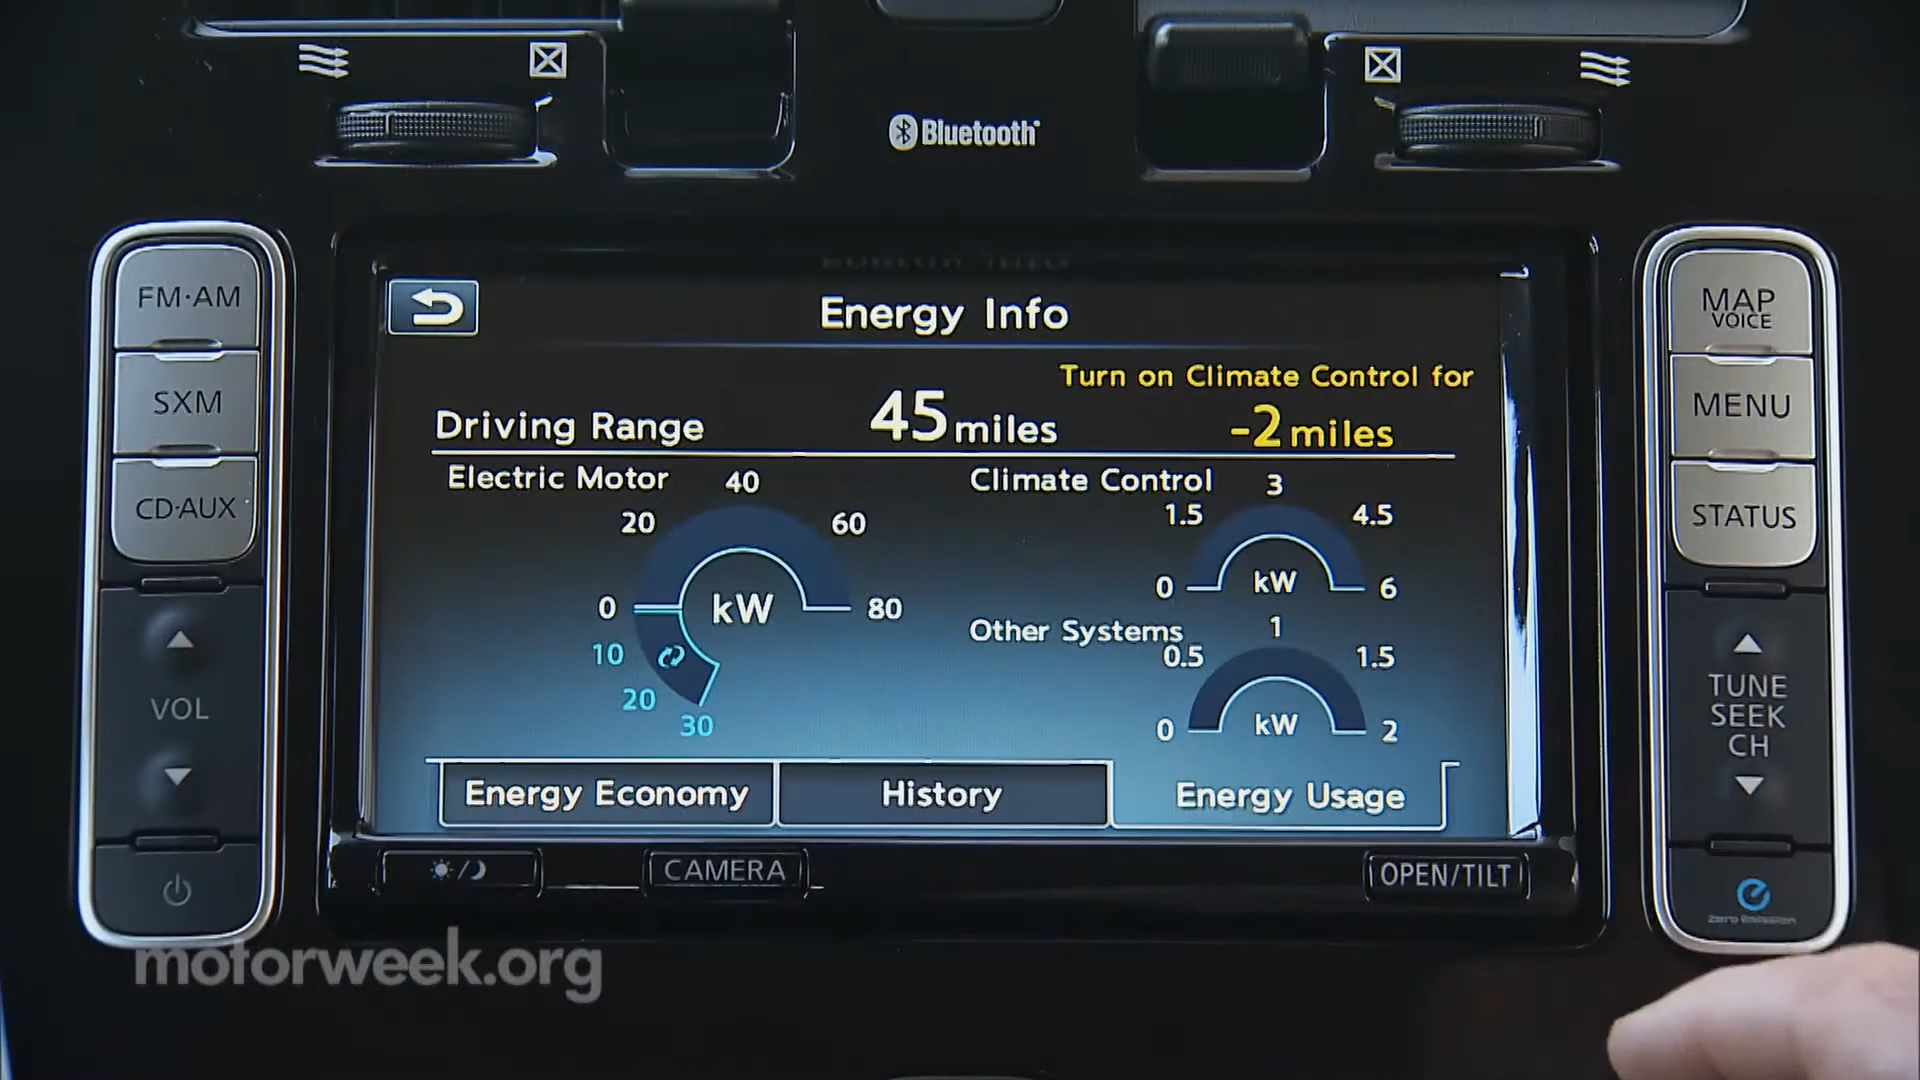 Bluetooth
FM·AM
SXM
CD·AUX
VOL
Energy Info
Turn on Climate Control for
Driving Range 45 miles -2 miles
Electric Motor
40
20
60
0
kW
80
10
20
30
Climate Control
3
1.5
4.5
0
kW
6
Other Systems
1
0.5
1.5
0
kW
2
Energy Economy
History
Energy Usage
CAMERA
OPEN/TILT
MAP
VOICE
MENU
STATUS
TUNE
SEEK
CH
Zero Emission
motorweek.org